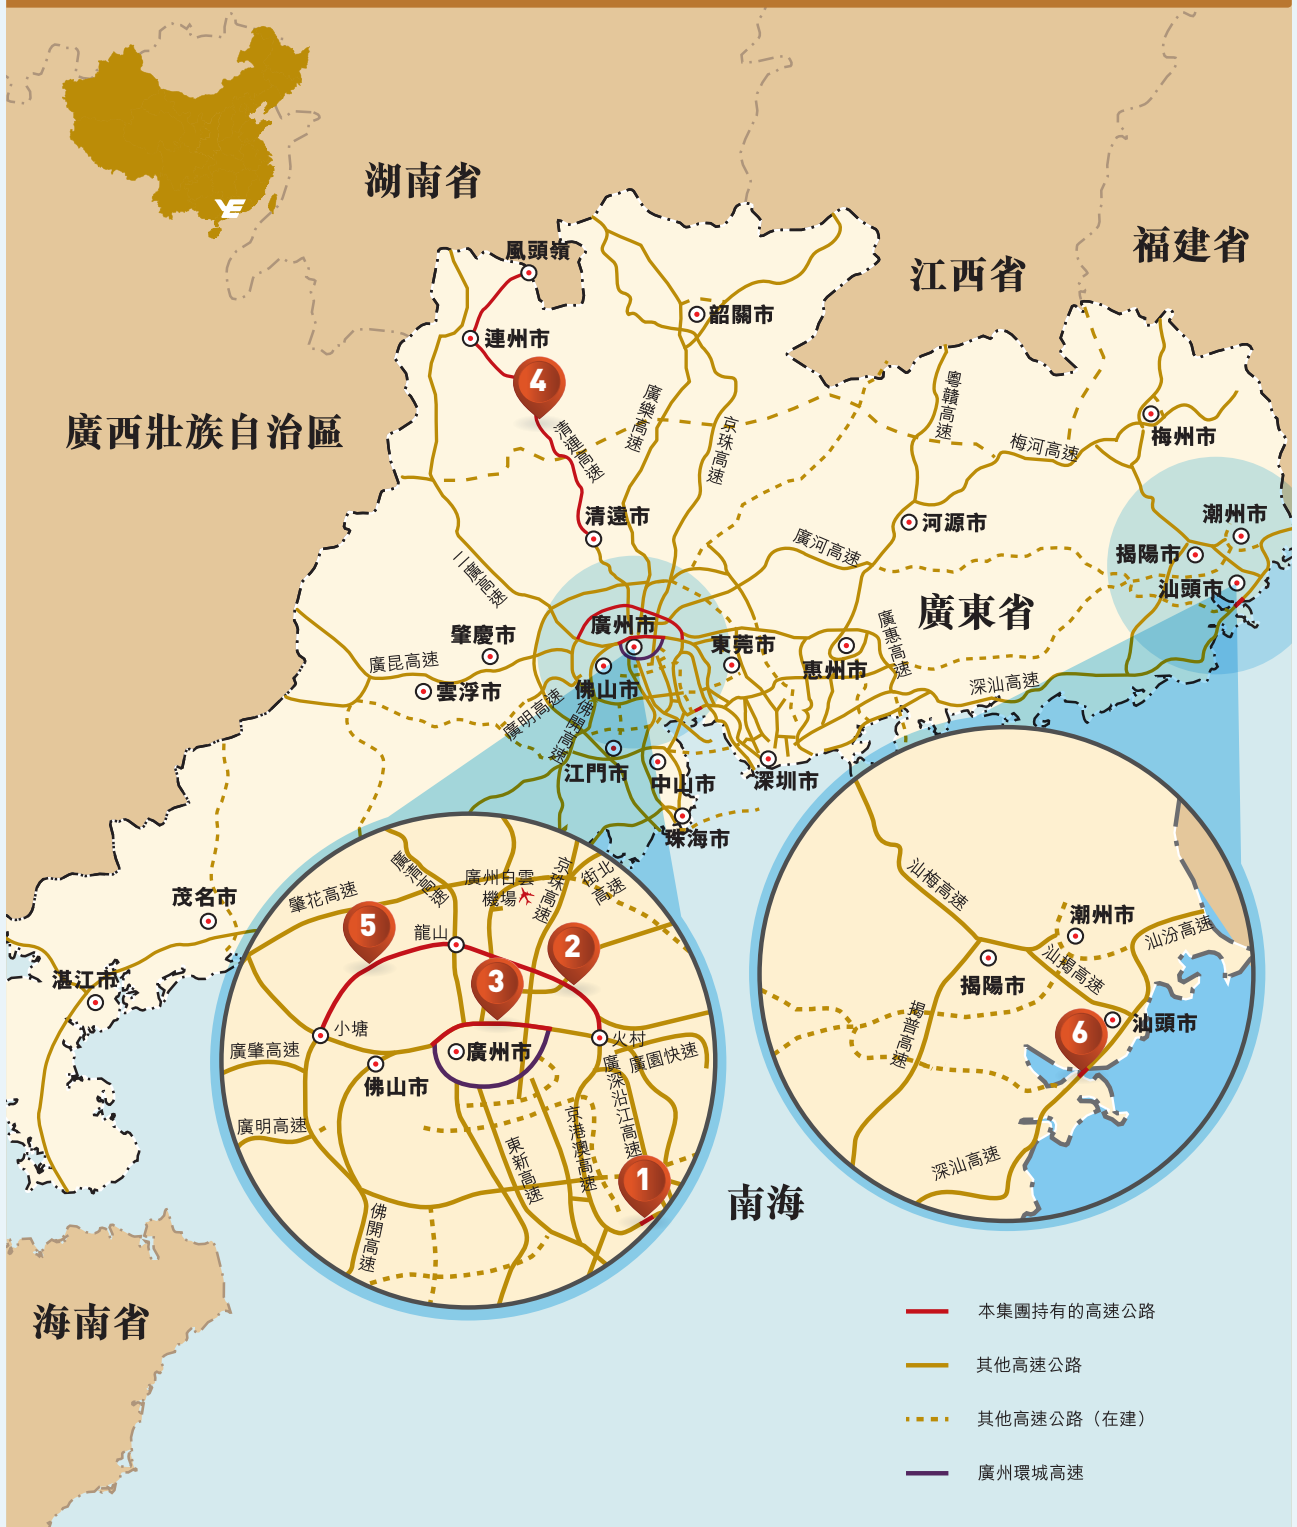 湖南省
江西省
福建省
廣西壯族自治區
廣東省
海南省
南海
風頭嶺
連州市
韶關市
梅州市
潮州市
揭陽市
汕頭市
河源市
清遠市
肇慶市
雲浮市
廣州市
佛山市
東莞市
惠州市
江門市
中山市
珠海市
深圳市
茂名市
湛江市
4
清連高速
廣樂高速
京珠高速
粵贛高速
梅河高速
廣河高速
二廣高速
廣昆高速
廣明高速
佛開高速
廣惠高速
深汕高速
肇花高速
廣清高速
廣州白雲
機場
京珠高速
街北
高速
5
龍山
2
3
小塘
廣州市
火村
廣肇高速
佛山市
廣園快速
廣深沿江高速
廣明高速
東新高速
京港澳高速
1
佛開高速
汕梅高速
潮州市
汕汾高速
汕揭高速
揭陽市
揭普高速
汕頭市
6
深汕高速
本集團持有的高速公路
其他高速公路
其他高速公路（在建）
廣州環城高速